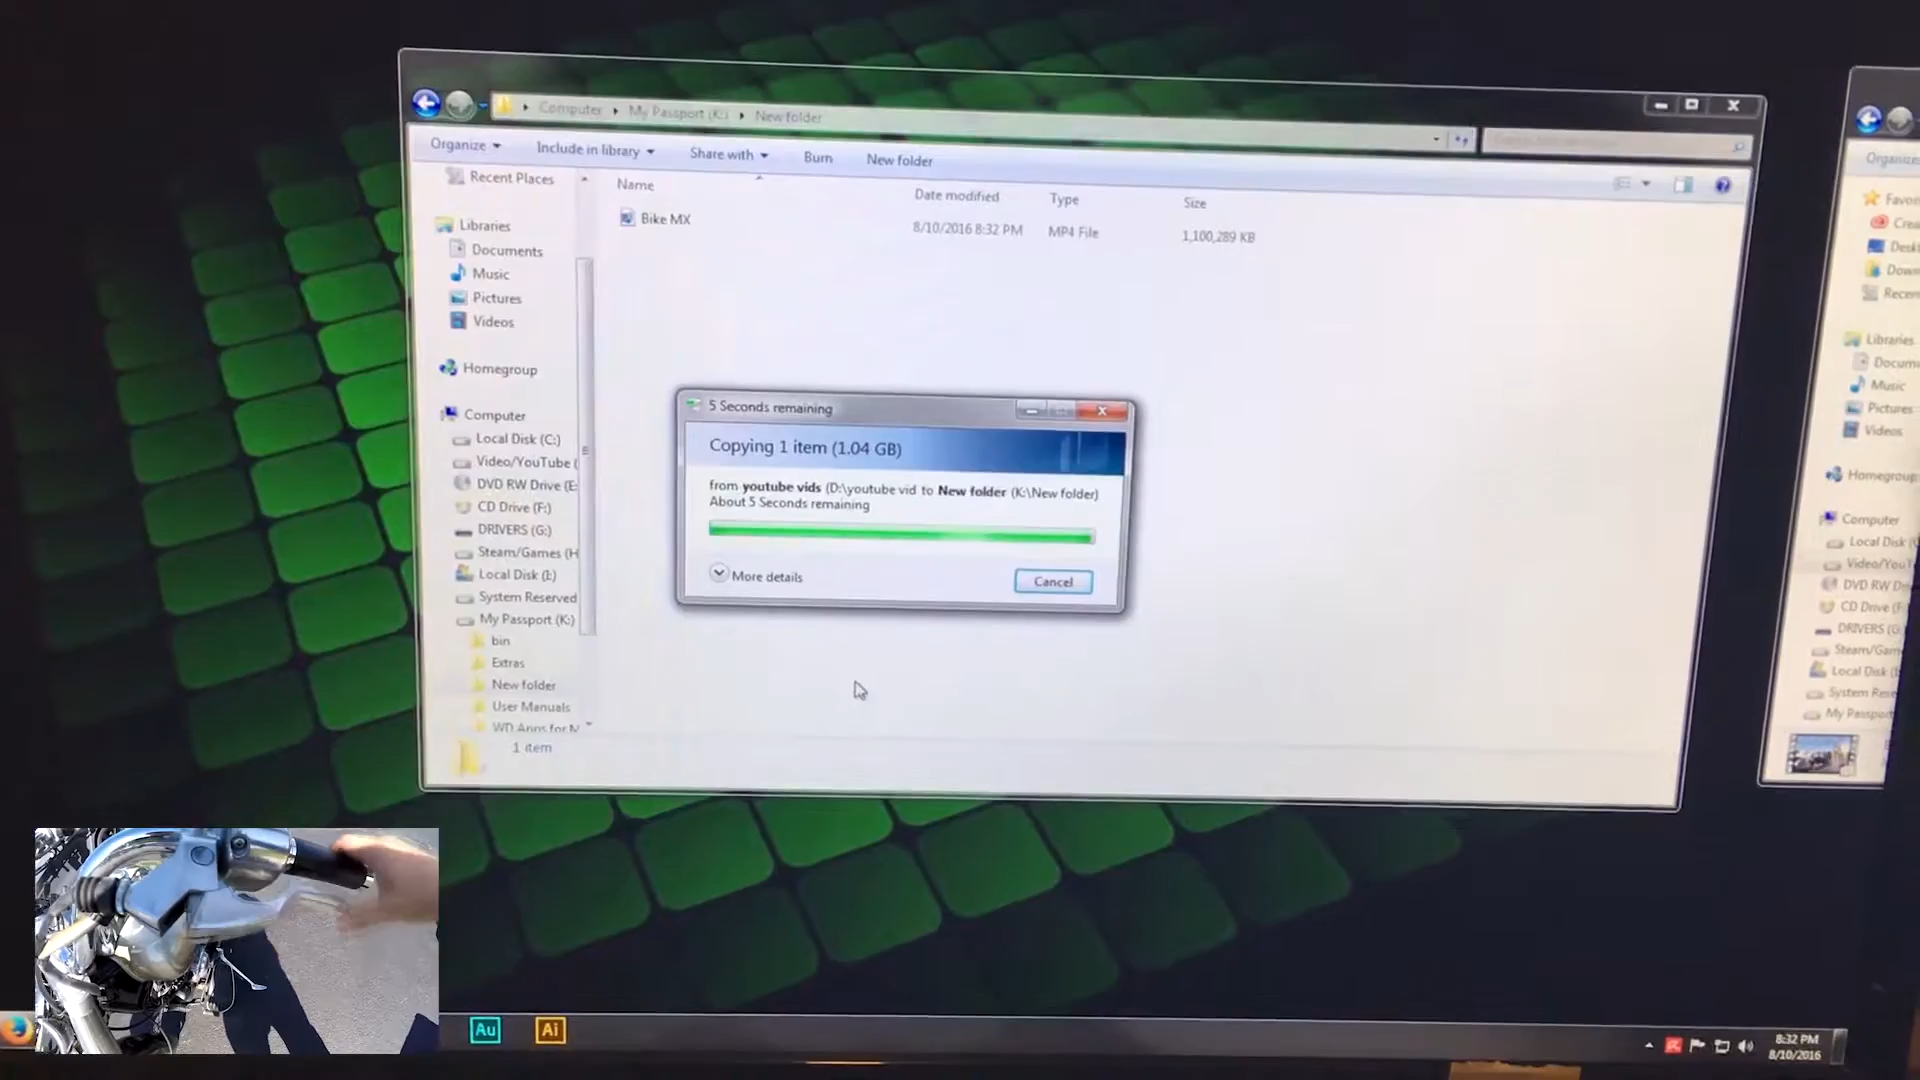 Computer ▸ My Passport (K:) ▸ New folder
Organize Include in library Share with Burn New folder
Recent Places
Libraries
Documents
Music
Pictures
Videos
Homegroup
Computer
Local Disk (C:)
Video/YouTube (
DVD RW Drive (E:
CD Drive (F:)
DRIVERS (G:)
Steam/Games (H
Local Disk (I:)
System Reserved
My Passport (K:)
bin
Extras
New folder
User Manuals
WD Apps for M
1 item
Name Date modified Type Size
Bike MX 8/10/2016 8:32 PM MP4 File 1,100,289 KB
5 Seconds remaining
Copying 1 item (1.04 GB)
from youtube vids (D:\youtube vid to New folder (K:\New folder)
About 5 Seconds remaining
More details
Cancel
Organize
Favor
Crea
Deskt
Down
Recen
Libraries
Docum
Music
Pictures
Videos
Homegroup
Computer
Local Disk (
Video/YouT
DVD RW Dri
CD Drive (F:
DRIVERS (G:
Steam/Gam
Local Disk (I
System Rese
My Passport
Au
Ai
8:32 PM
8/10/2016